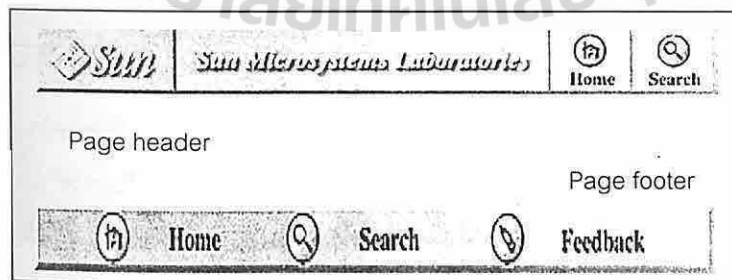 Sun Sun Microsystems Laboratories Home Search
Page header
Page footer
Home Search Feedback